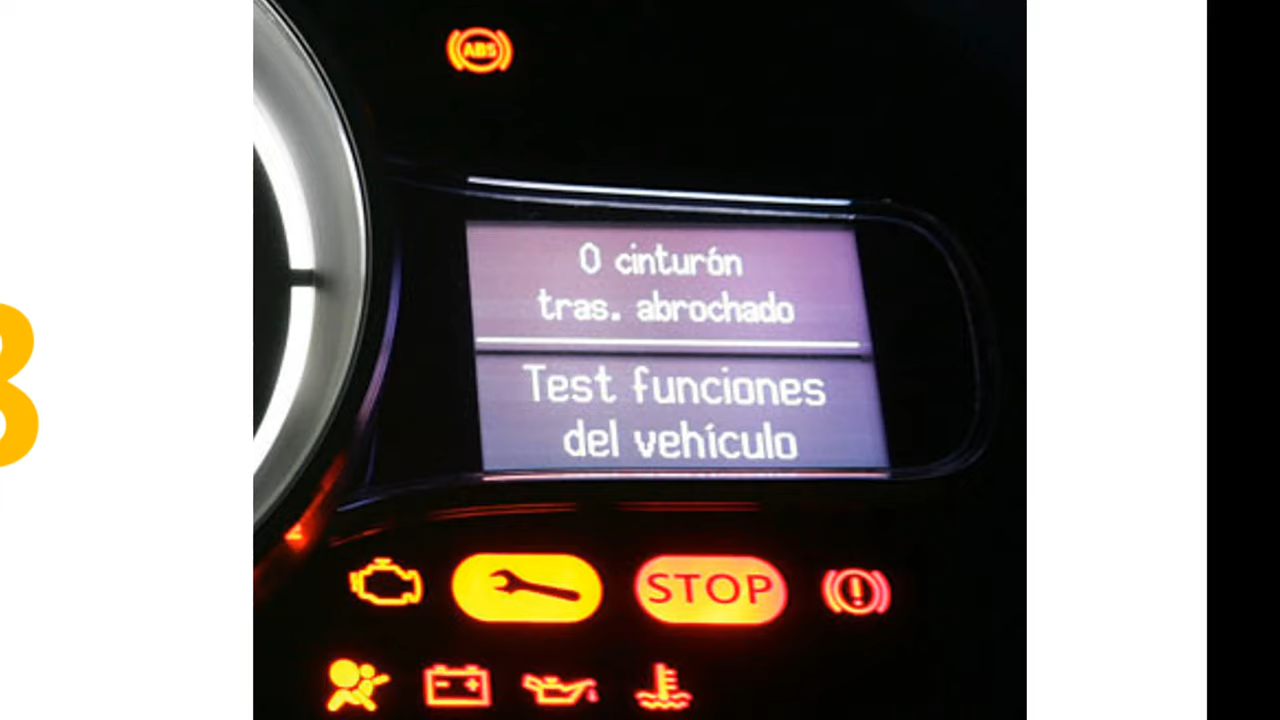 ABS
0 cinturón
tras. abrochado
Test funciones
del vehículo
STOP